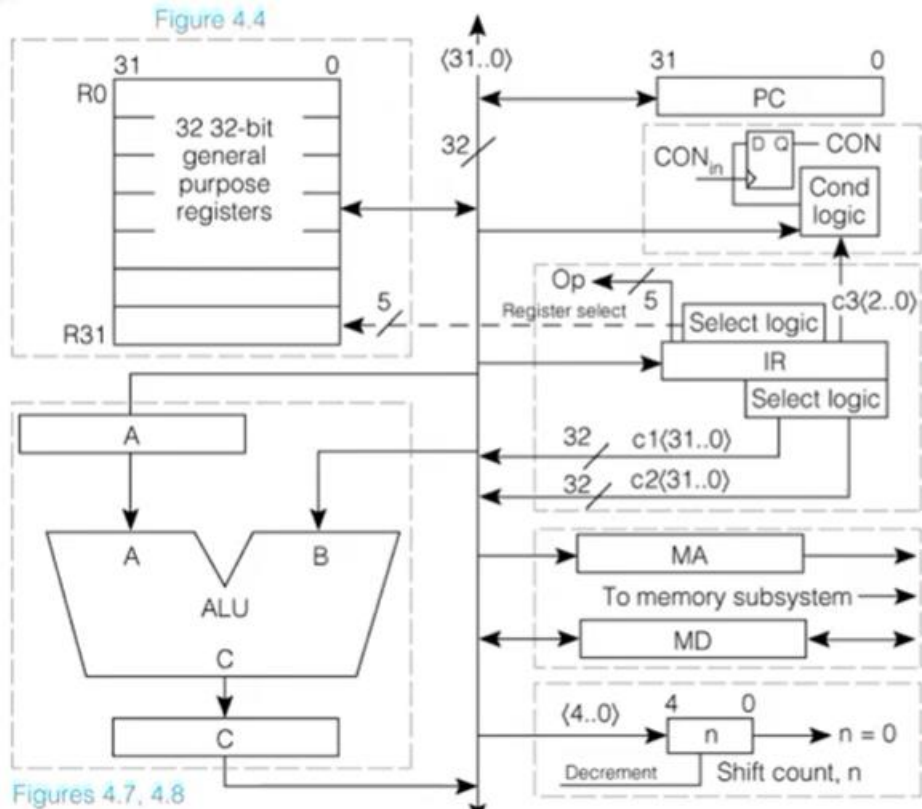 Figure 4.4
31 0
R0
32 32-bit
general
purpose
registers
R31
5
⟨31..0⟩
32
31 0
PC
CONin
D Q
CON
Cond
logic
Op
5
Register select
Select logic
c3⟨2..0⟩
IR
Select logic
32 c1⟨31..0⟩
32 c2⟨31..0⟩
A
A B
ALU
C
C
MA
To memory subsystem
MD
⟨4..0⟩
4 0
n
n = 0
Decrement
Shift count, n
Figures 4.7, 4.8